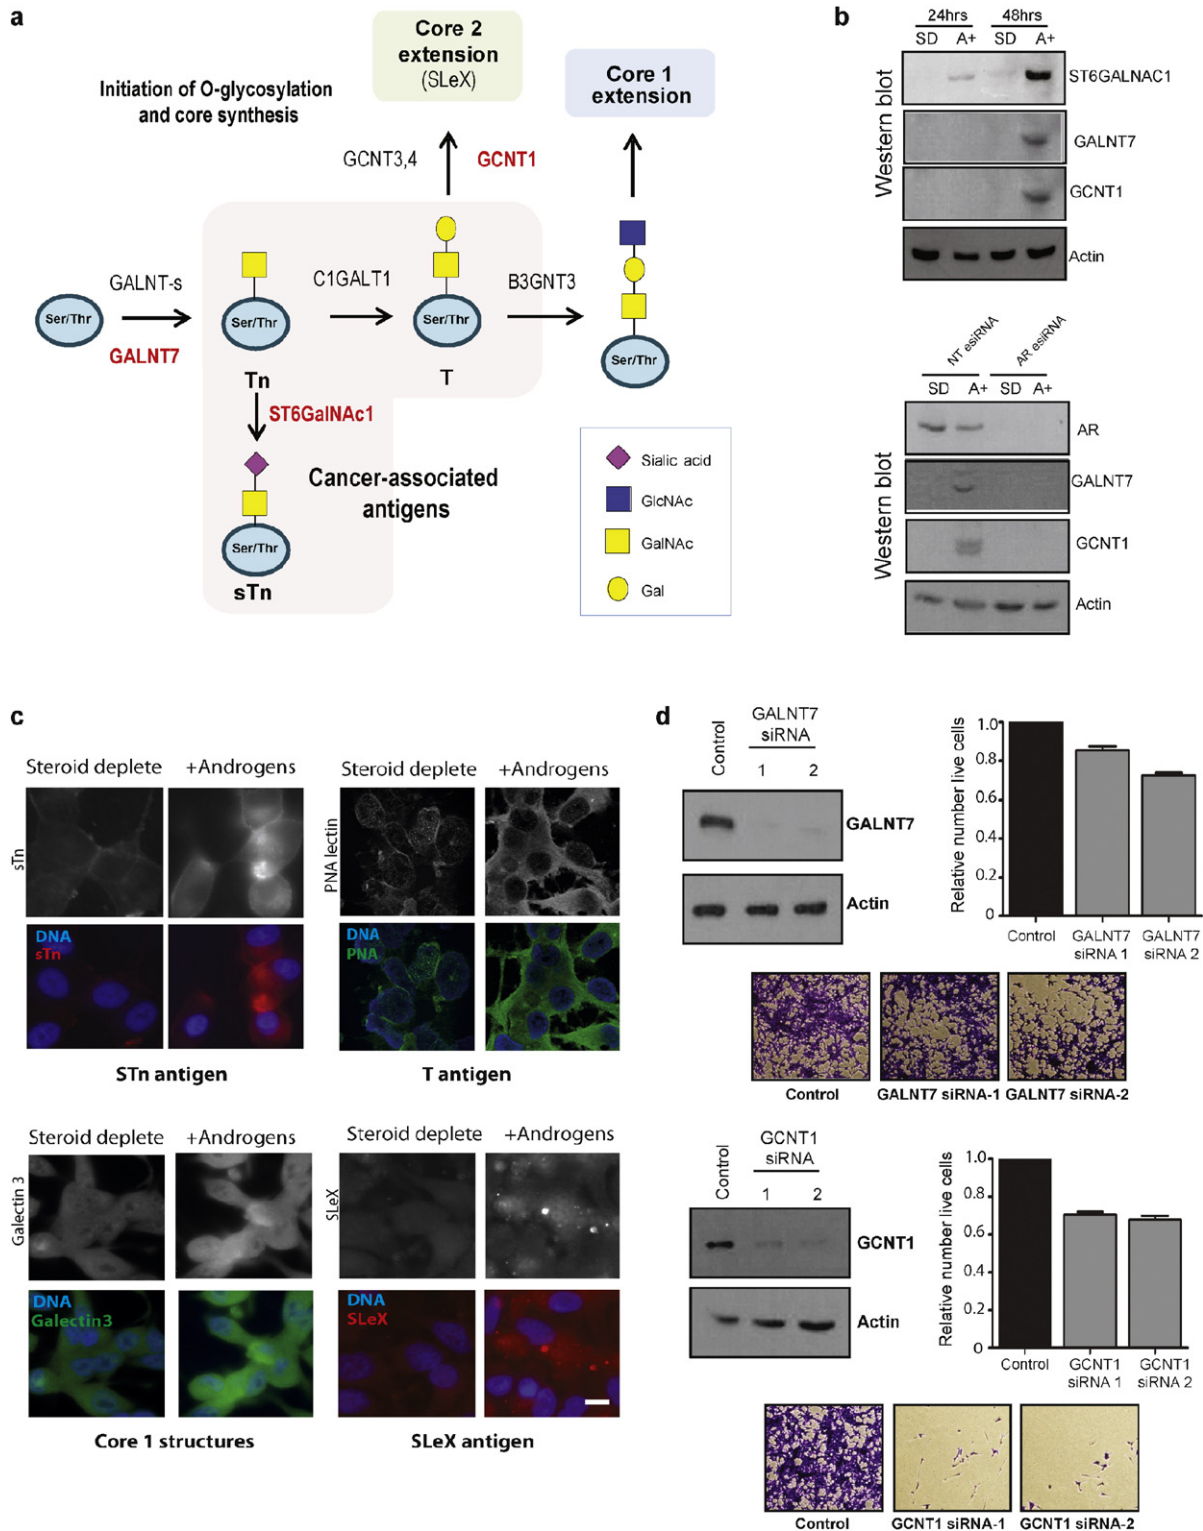 a
Core 2
extension
(SLeX)
Initiation of O-glycosylation
and core synthesis
Core 1
extension
GCNT3,4
GCNT1
GALNT-s
C1GALT1
B3GNT3
Ser/Thr
Ser/Thr
Ser/Thr
Ser/Thr
GALNT7
Tn
T
ST6GalNAc1
Cancer-associated
antigens
Ser/Thr
sTn
Sialic acid
GlcNAc
GalNAc
Gal
b
24hrs 48hrs
SD A+ SD A+
Western blot
ST6GALNAC1
GALNT7
GCNT1
Actin
NT esiRNA AR esiRNA
SD A+ SD A+
Western blot
AR
GALNT7
GCNT1
Actin
c
Steroid deplete +Androgens
sTn
DNA
sTn
STn antigen
Steroid deplete +Androgens
PNA lectin
DNA
PNA
T antigen
Steroid deplete +Androgens
Galectin 3
DNA
Galectin3
Core 1 structures
Steroid deplete +Androgens
SLeX
DNA
SLeX
SLeX antigen
d
Control
GALNT7
siRNA
1 2
GALNT7
Actin
Relative number live cells
1.0
0.8
0.6
0.4
0.2
0
Control GALNT7 GALNT7
siRNA 1 siRNA 2
Control GALNT7 siRNA-1 GALNT7 siRNA-2
Control
GCNT1
siRNA
1 2
GCNT1
Actin
Relative number live cells
1.0
0.8
0.6
0.4
0.2
0
Control GCNT1 GCNT1
siRNA 1 siRNA 2
Control GCNT1 siRNA-1 GCNT1 siRNA-2